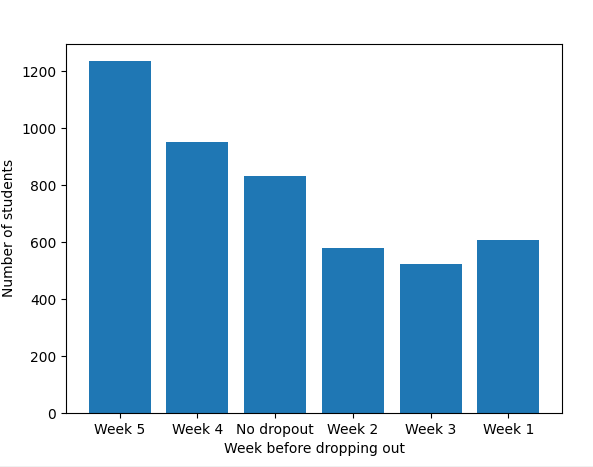 Number of students
1200
1000
800
600
400
200
0
Week 5 Week 4 No dropout Week 2 Week 3 Week 1
Week before dropping out